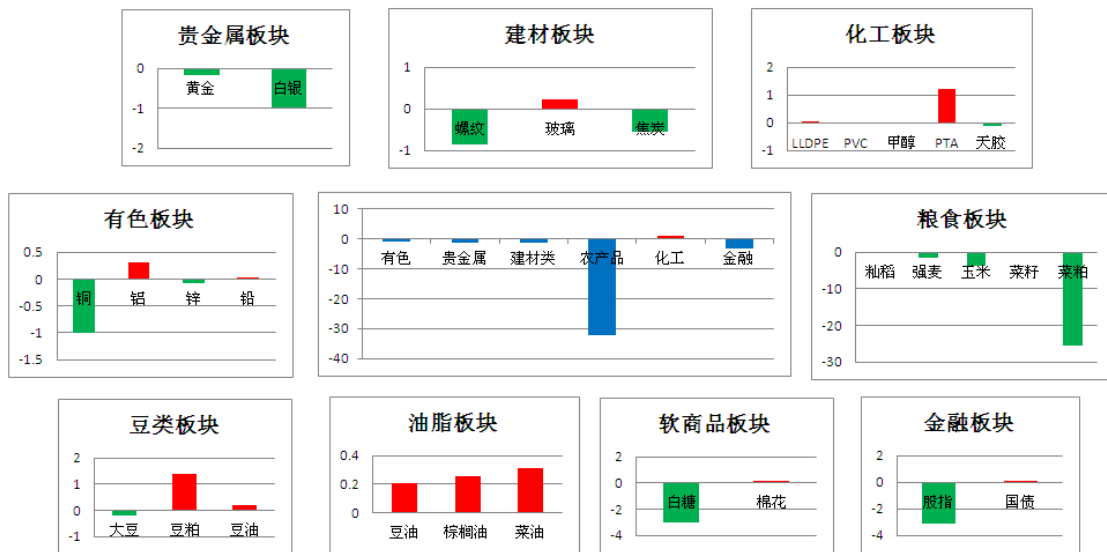 贵金属板块
0
-1
-2
黄金 白银
建材板块
1
0
-1
螺纹 玻璃 焦炭
化工板块
2
1
0
-1
LLDPE PVC 甲醇 PTA 天胶
有色板块
0.5
0
-0.5
-1
-1.5
铜 铝 锌 铅
10
0
-10
-20
-30
-40
有色 贵金属 建材类 农产品 化工 金融
粮食板块
0
-10
-20
-30
籼稻 强麦 玉米 菜籽 菜粕
豆类板块
2
1
0
-1
大豆 豆粕 豆油
油脂板块
0.4
0.2
0
豆油 棕榈油 菜油
软商品板块
2
0
-2
-4
白糖 棉花
金融板块
2
0
-2
-4
股指 国债